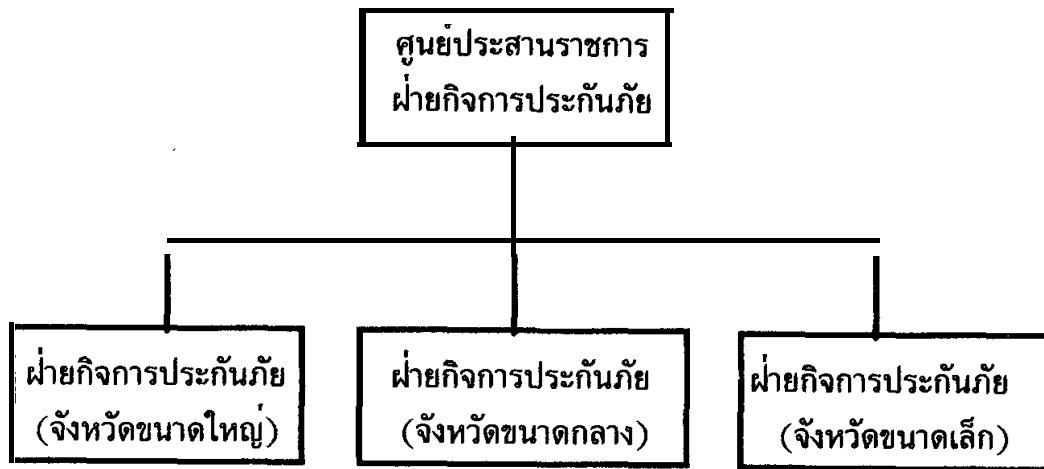 ศูนย์ประสานราชการ
ฝ่ายกิจการประกันภัย
ฝ่ายกิจการประกันภัย
(จังหวัดขนาดใหญ่)
ฝ่ายกิจการประกันภัย
(จังหวัดขนาดกลาง)
ฝ่ายกิจการประกันภัย
(จังหวัดขนาดเล็ก)